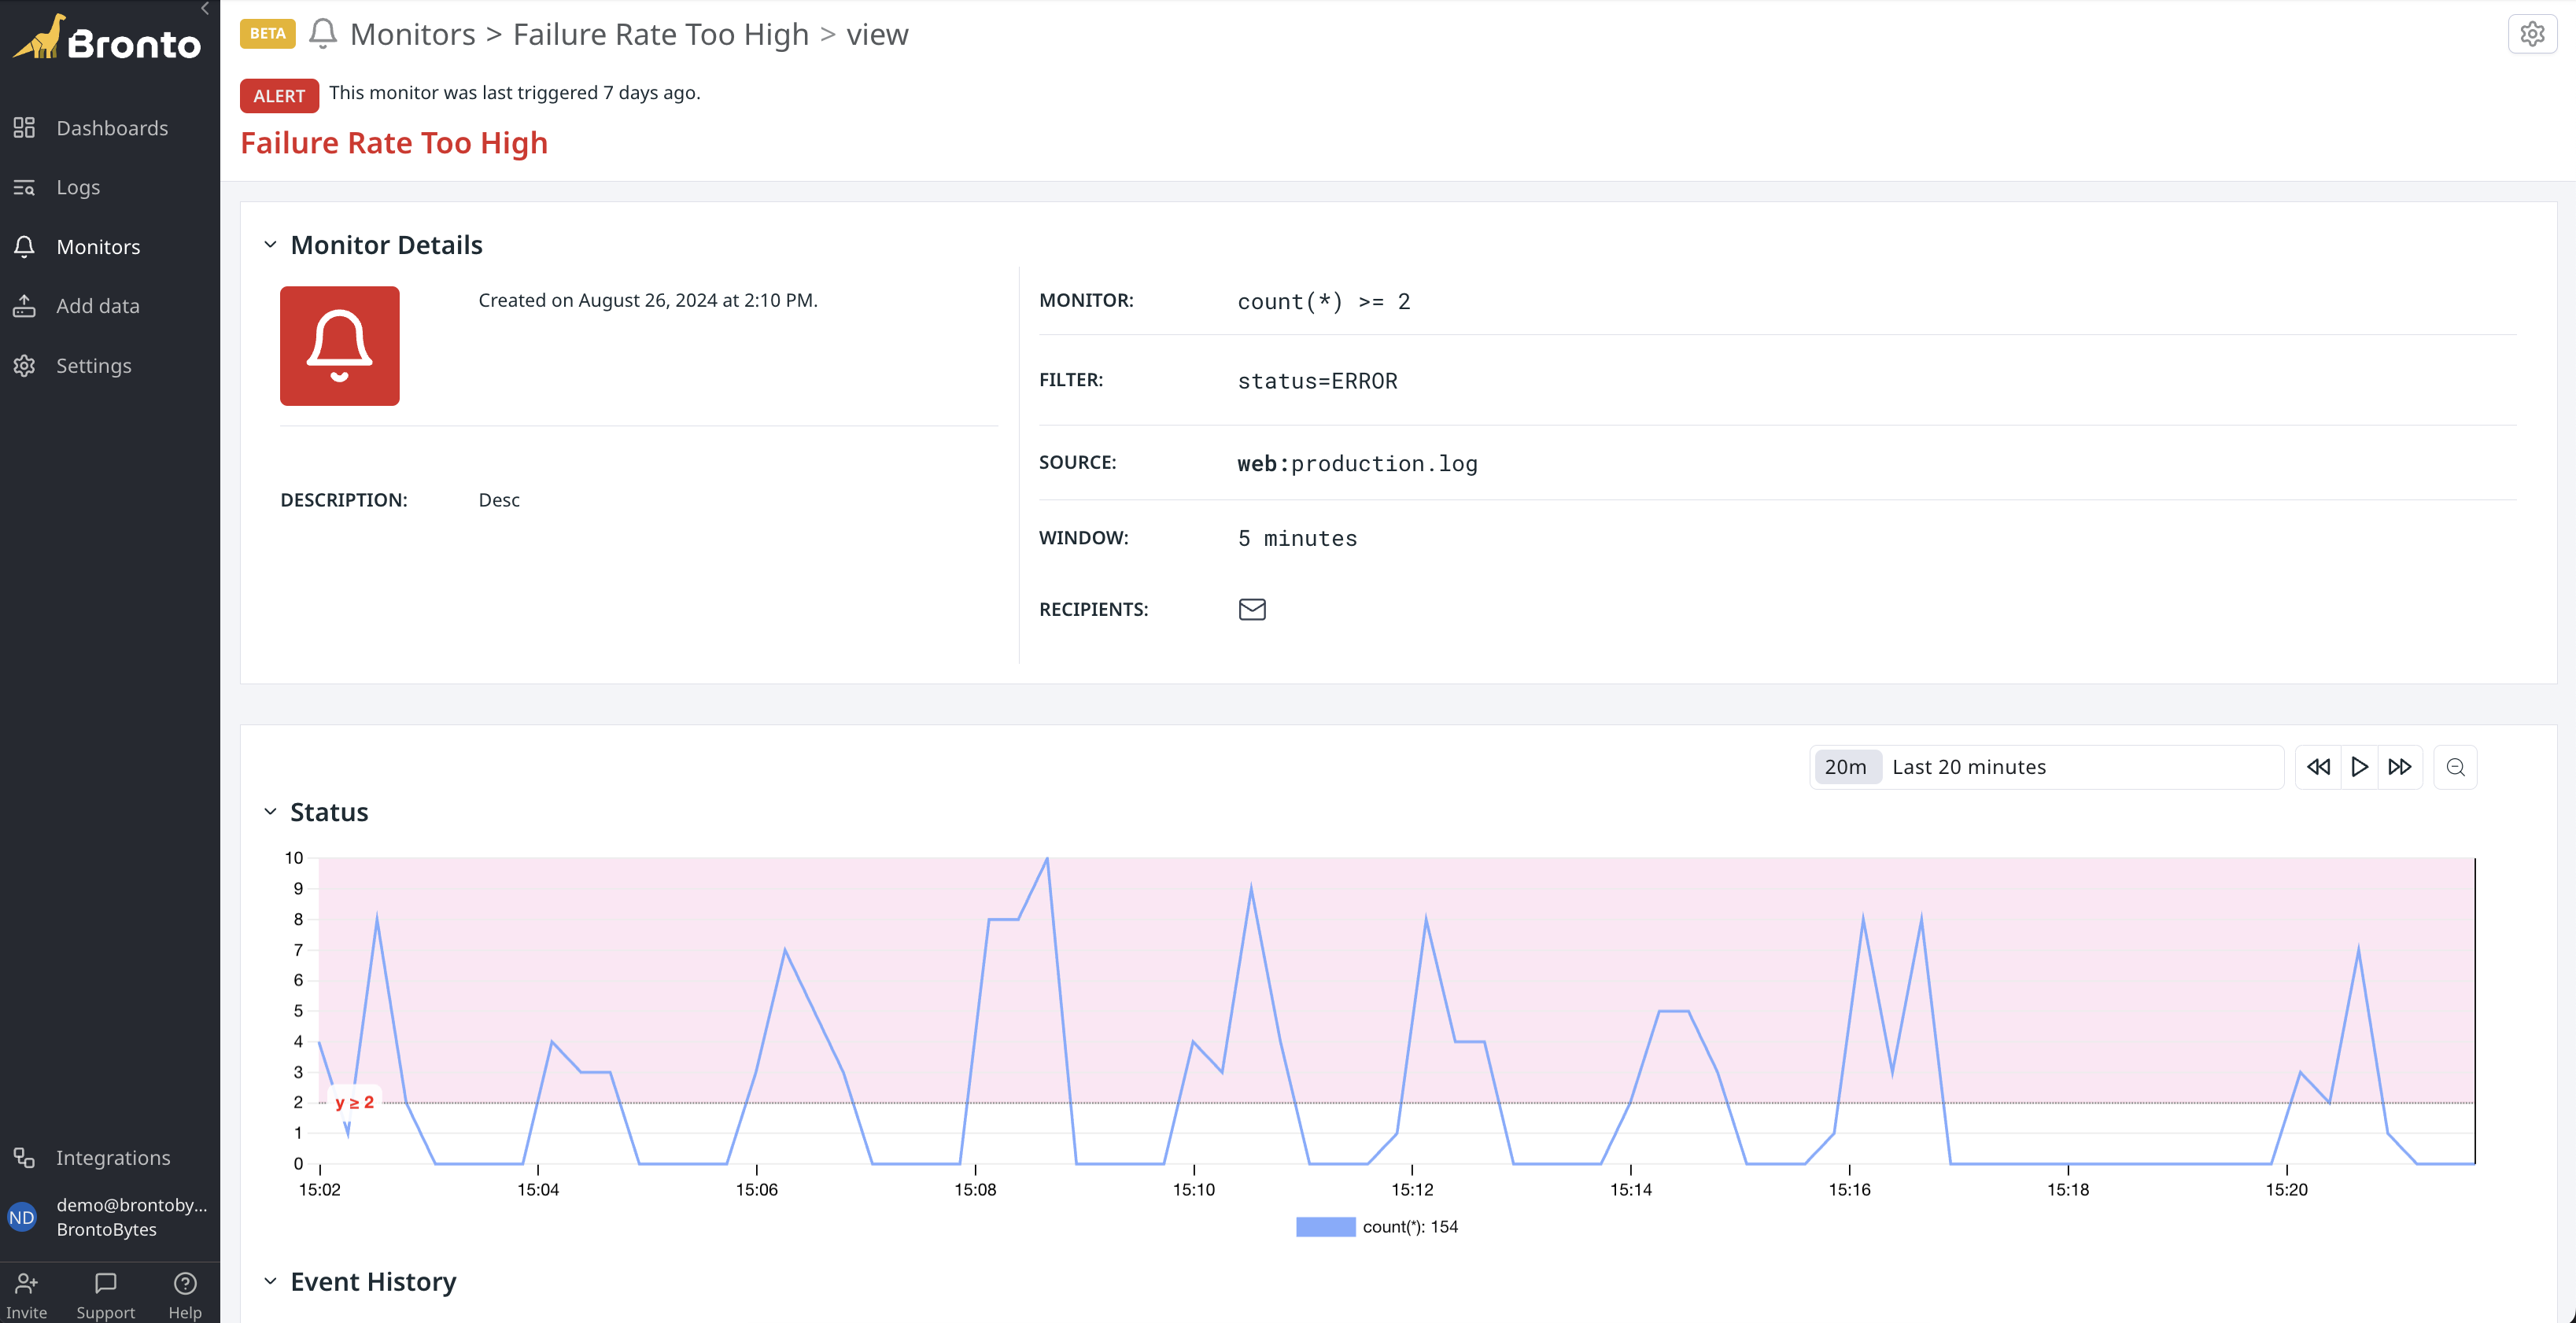 Bronto
BETA
Monitors > Failure Rate Too High > view
ALERT This monitor was last triggered 7 days ago.
Failure Rate Too High
Dashboards
Logs
Monitors
Add data
Settings
Integrations
ND
demo@brontoby...
BrontoBytes
Invite
Support
Help
Monitor Details
Created on August 26, 2024 at 2:10 PM.
DESCRIPTION: Desc
MONITOR: count(*) >= 2
FILTER: status=ERROR
SOURCE: web:production.log
WINDOW: 5 minutes
RECIPIENTS:
20m Last 20 minutes
Status
10
9
8
7
6
5
4
3
2
1
0
y ≥ 2
15:02 15:04 15:06 15:08 15:10 15:12 15:14 15:16 15:18 15:20
count(*): 154
Event History